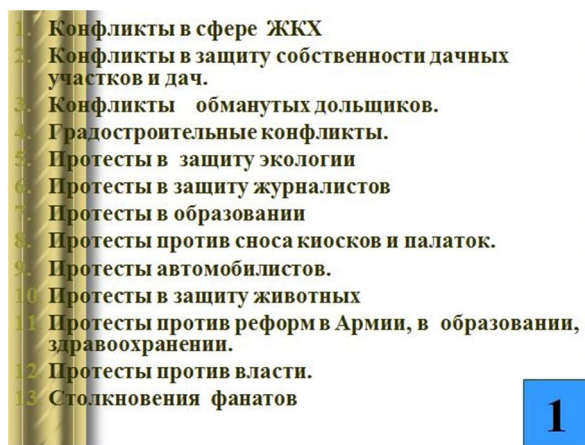 1. Конфликты в сфере ЖКХ
2. Конфликты в защиту собственности дачных
участков и дач.
3. Конфликты обманутых дольщиков.
4. Градостроительные конфликты.
5. Протесты в защиту экологии
6. Протесты в защиту журналистов
7. Протесты в образовании
8. Протесты против сноса киосков и палаток.
9. Протесты автомобилистов.
10 Протесты в защиту животных
11 Протесты против реформ в Армии, в образовании,
здравоохранении.
12 Протесты против власти.
13 Столкновения фанатов
1